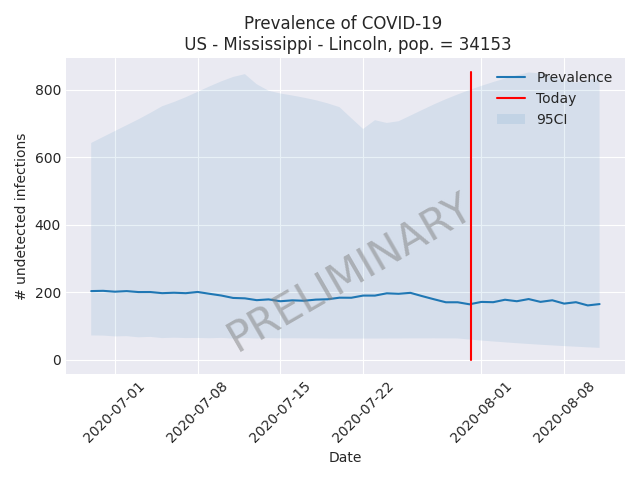 Prevalence of COVID-19
US - Mississippi - Lincoln, pop. = 34153
Prevalence
Today
95CI
# undetected infections
800
600
400
200
0
PRELIMINARY
2020-07-01
2020-07-08
2020-07-15
2020-07-22
2020-08-01
2020-08-08
Date